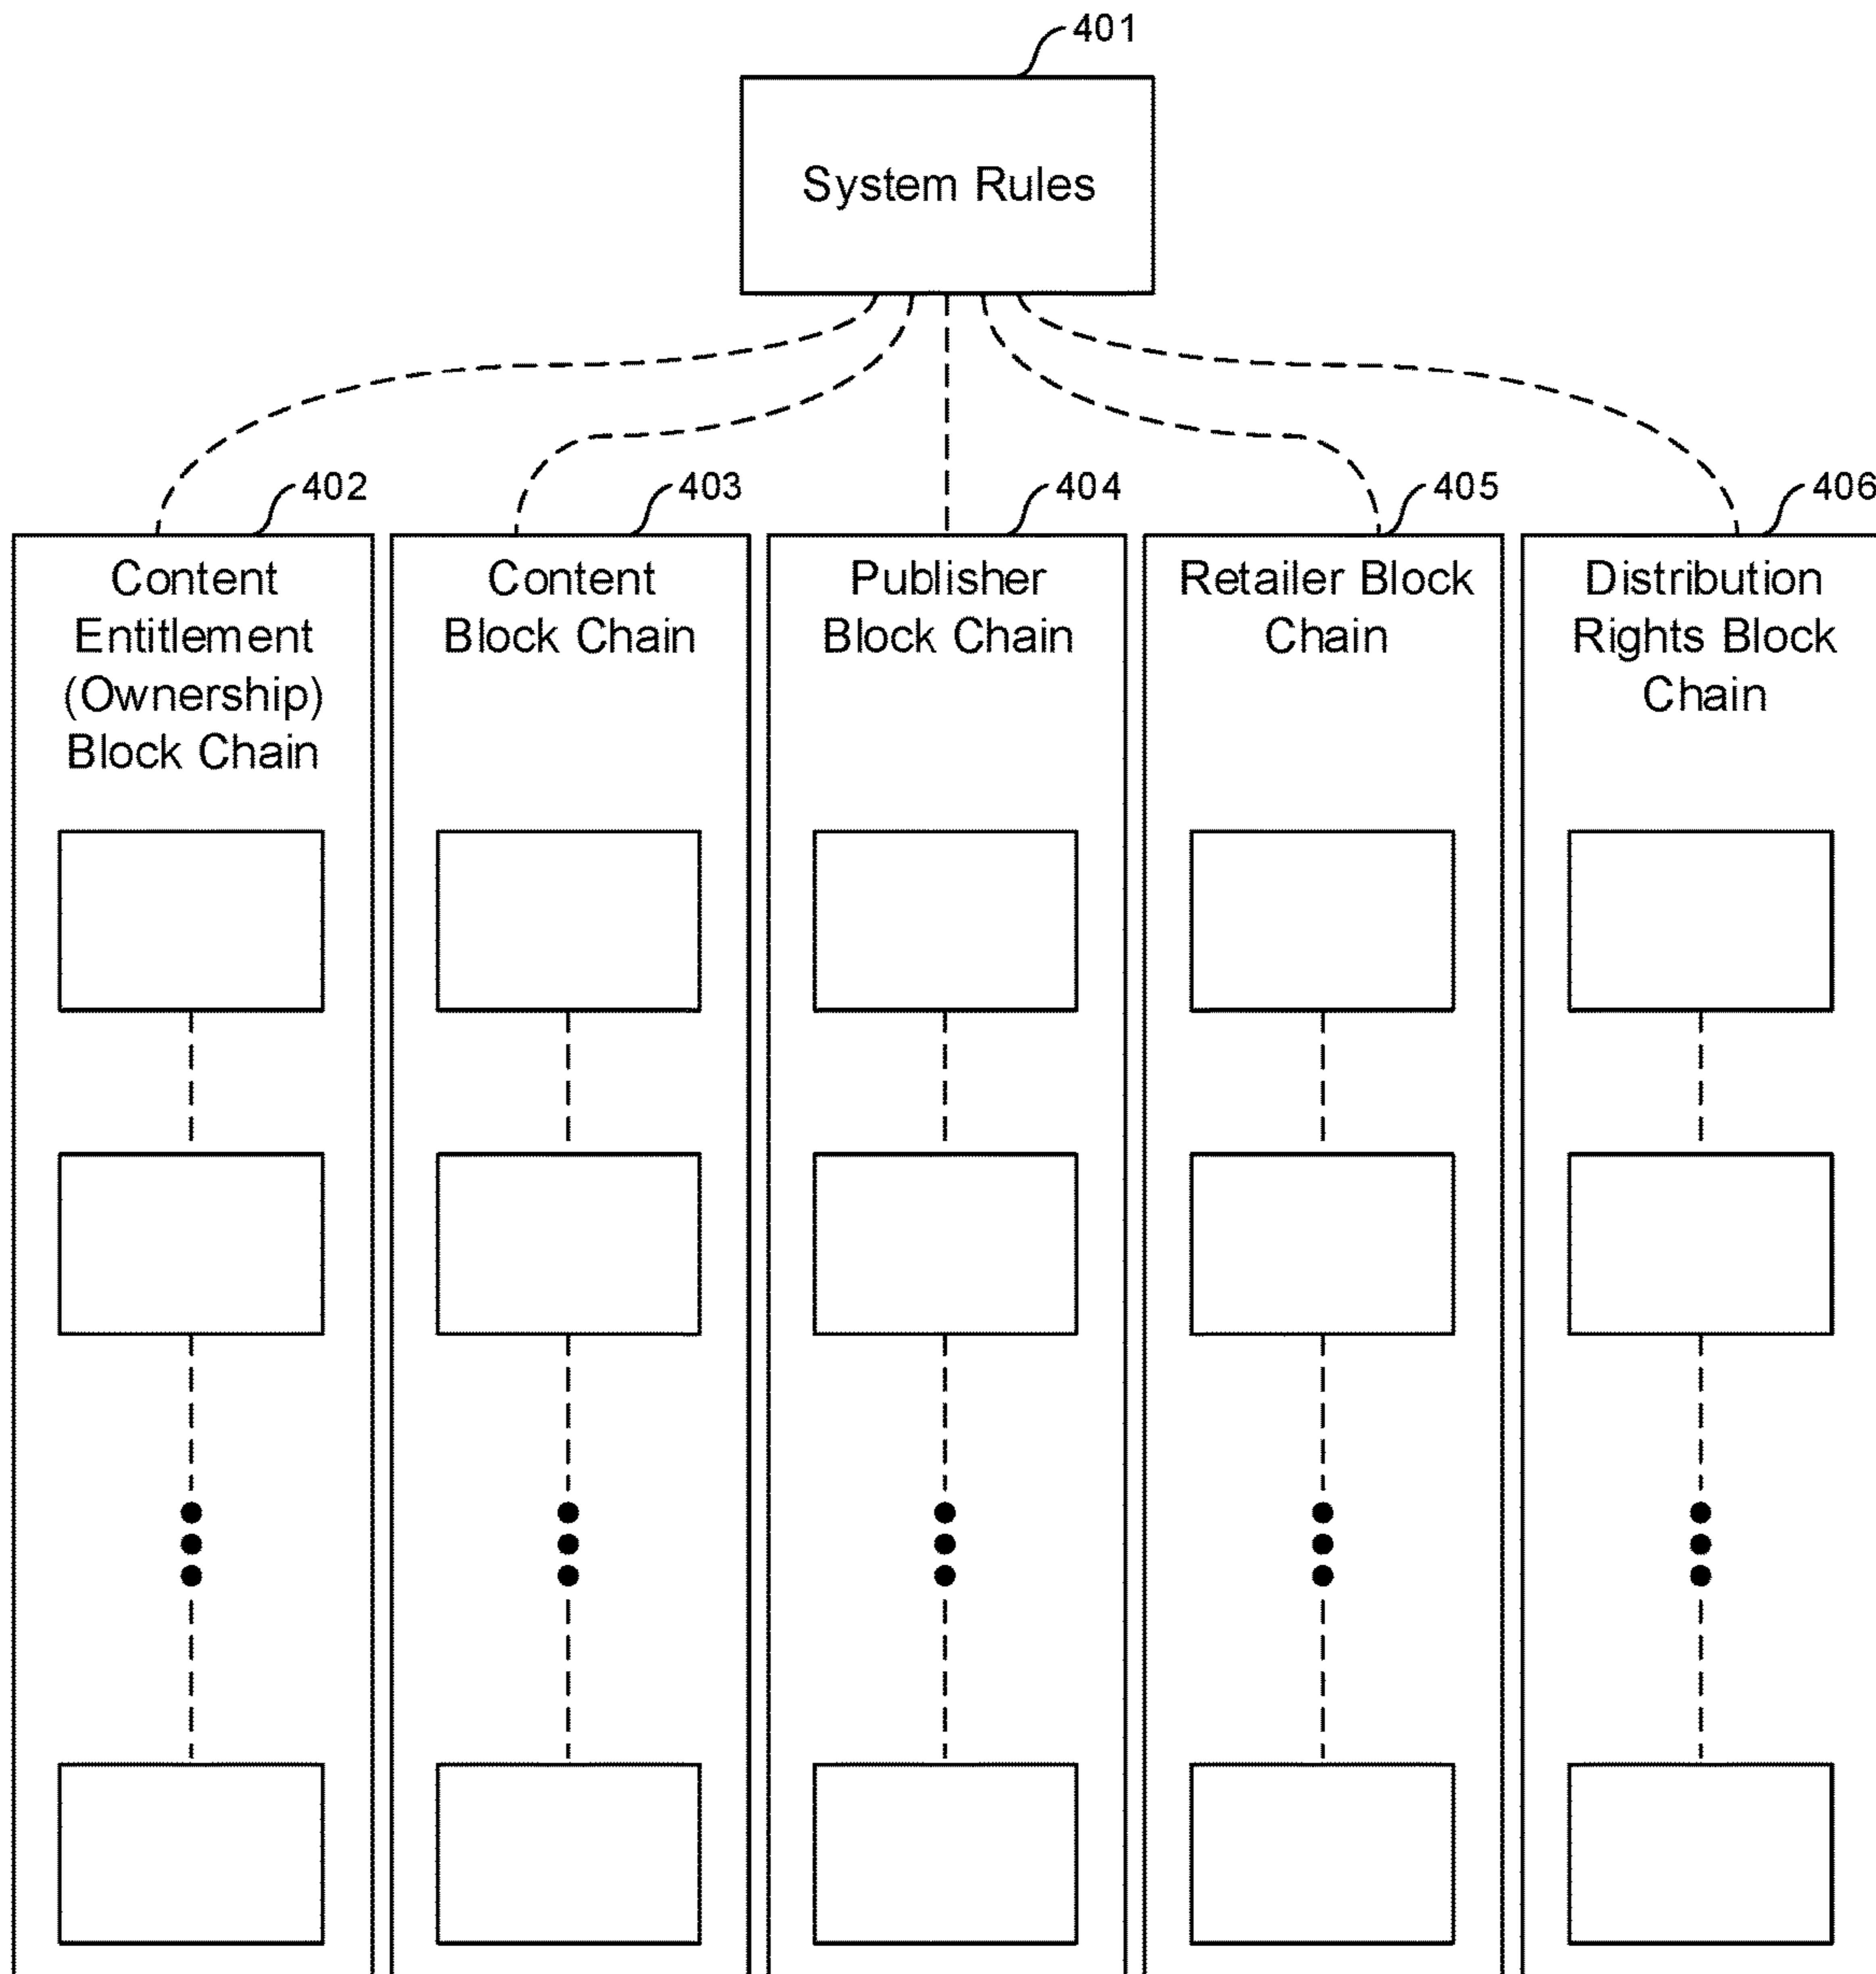 401
System Rules
402
403
404
405
406
Content
Entitlement
(Ownership)
Block Chain
Content
Block Chain
Publisher
Block Chain
Retailer Block
Chain
Distribution
Rights Block
Chain